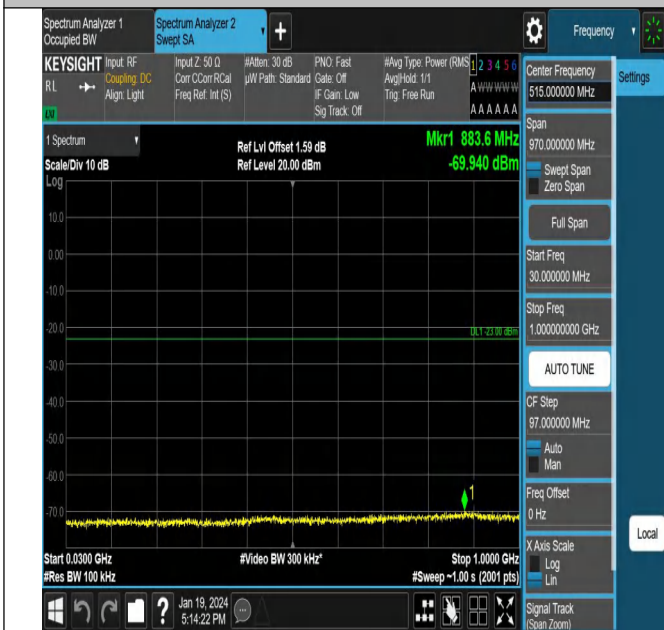 Spectrum Analyzer 1
Occupied BW
Spectrum Analyzer 2
Swept SA
Frequency
KEYSIGHT
RL
LXI
Input: RF
Coupling: DC
Align: Light
Input Z: 50 Ω
Corr CCorr RCal
Freq Ref: Int (S)
#Atten: 30 dB
µW Path: Standard
PNO: Fast
Gate: Off
IF Gain: Low
Sig Track: Off
#Avg Type: Power (RMS
Avg|Hold: 1/1
Trig: Free Run
1 2 3 4 5 6
A W W W W W
A A A A A A
1 Spectrum
Scale/Div 10 dB
Ref Lvl Offset 1.59 dB
Ref Level 20.00 dBm
Mkr1 883.6 MHz
-69.940 dBm
Log
10.0
0.00
-10.0
-20.0
DL1 -23.00 dBm
-30.0
-40.0
-50.0
-60.0
1
-70.0
Start 0.0300 GHz
#Video BW 300 kHz*
Stop 1.0000 GHz
#Res BW 100 kHz
#Sweep ~1.00 s (2001 pts)
Center Frequency
515.000000 MHz
Settings
Span
970.000000 MHz
Swept Span
Zero Span
Full Span
Start Freq
30.000000 MHz
Stop Freq
1.000000000 GHz
AUTO TUNE
CF Step
97.000000 MHz
Auto
Man
Freq Offset
0 Hz
X Axis Scale
Log
Lin
Local
Signal Track
(Span Zoom)
?
Jan 19, 2024
5:14:22 PM